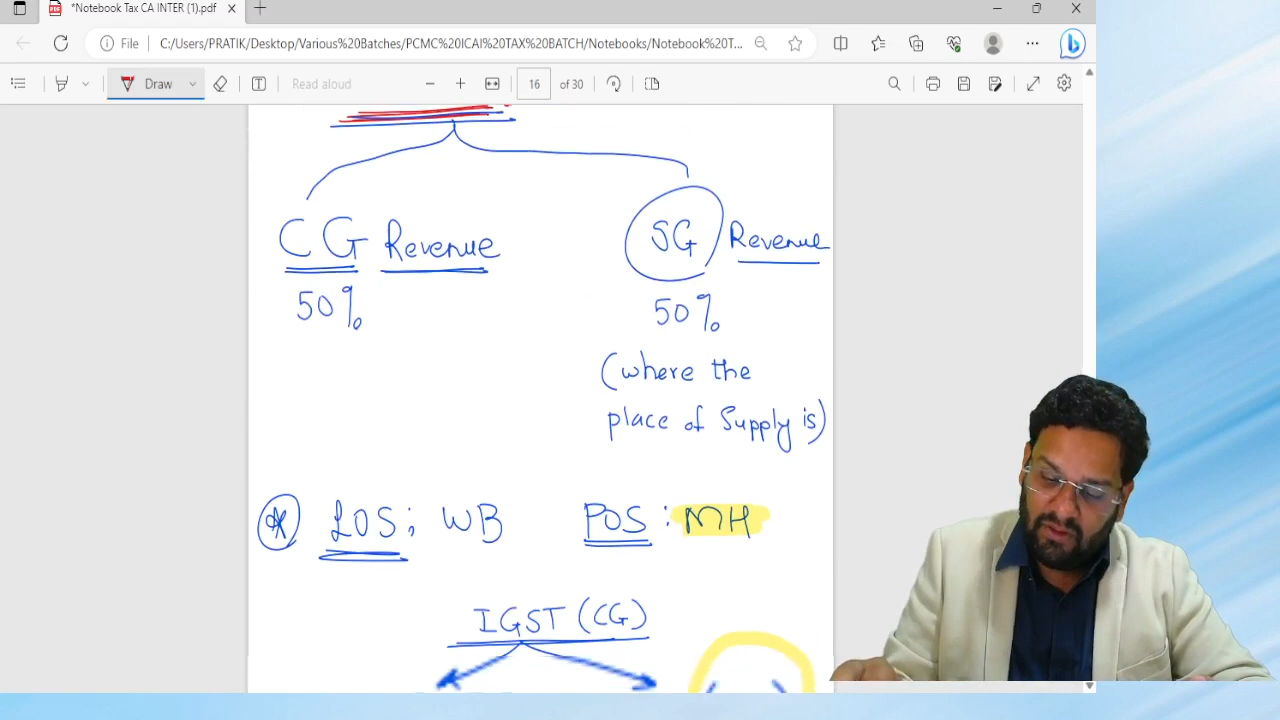 *Notebook Tax CA INTER (1).pdf
File C:/Users/PRATIK/Desktop/Various%20Batches/PCMC%20ICAI%20TAX%20BATCH/Notebooks/Notebook%20T...
Draw Read aloud 16 of 30
CG Revenue SG Revenue
50% 50%
(where the
place of Supply is)
LOS: WB POS: MH
IGST (CG)